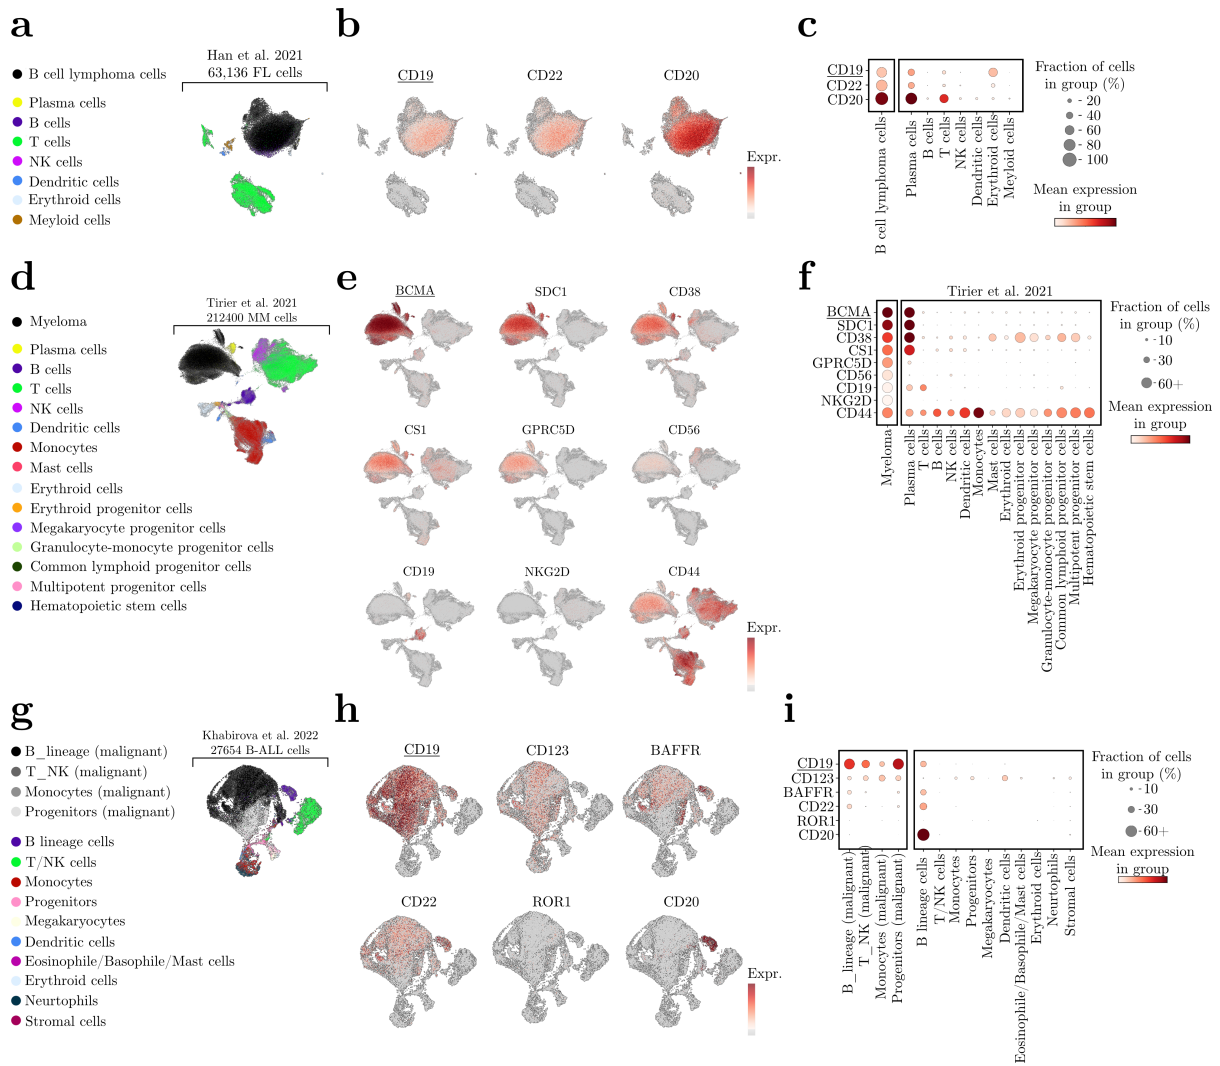 a
Han et al. 2021
63,136 FL cells
B cell lymphoma cells
Plasma cells
B cells
T cells
NK cells
Dendritic cells
Erythroid cells
Meyloid cells
b
CD19
CD22
CD20
Expr.
c
CD19
CD22
CD20
B cell lymphoma cells
Plasma cells
B cells
T cells
NK cells
Dendritic cells
Erythroid cells
Meyloid cells
Fraction of cells
in group (%)
- 20
- 40
- 60
- 80
- 100
Mean expression
in group
d
Tirier et al. 2021
212400 MM cells
Myeloma
Plasma cells
B cells
T cells
NK cells
Dendritic cells
Monocytes
Mast cells
Erythroid cells
Erythroid progenitor cells
Megakaryocyte progenitor cells
Granulocyte-monocyte progenitor cells
Common lymphoid progenitor cells
Multipotent progenitor cells
Hematopoietic stem cells
e
BCMA
SDC1
CD38
CS1
GPRC5D
CD56
CD19
NKG2D
CD44
Expr.
f
Tirier et al. 2021
BCMA
SDC1
CD38
CS1
GPRC5D
CD56
CD19
NKG2D
CD44
Myeloma
Plasma cells
T cells
B cells
NK cells
Dendritic cells
Monocytes
Mast cells
Erythroid cells
Erythroid progenitor cells
Megakaryocyte progenitor cells
Granulocyte-monocyte progenitor cells
Common lymphoid progenitor cells
Multipotent progenitor cells
Hematopoietic stem cells
Fraction of cells
in group (%)
-10
-30
-60+
Mean expression
in group
g
Khabirova et al. 2022
27654 B-ALL cells
B_lineage (malignant)
T_NK (malignant)
Monocytes (malignant)
Progenitors (malignant)
B lineage cells
T/NK cells
Monocytes
Progenitors
Megakaryocytes
Dendritic cells
Eosinophile/Basophile/Mast cells
Erythroid cells
Neurtophils
Stromal cells
h
CD19
CD123
BAFFR
CD22
ROR1
CD20
Expr.
i
CD19
CD123
BAFFR
CD22
ROR1
CD20
B_lineage (malignant)
T_NK (malignant)
Monocytes (malignant)
Progenitors (malignant)
B lineage cells
T/NK cells
Monocytes
Progenitors
Megakaryocytes
Dendritic cells
Eosinophile/Basophile/Mast cells
Erythroid cells
Neurtophils
Stromal cells
Fraction of cells
in group (%)
-10
-30
-60+
Mean expression
in group